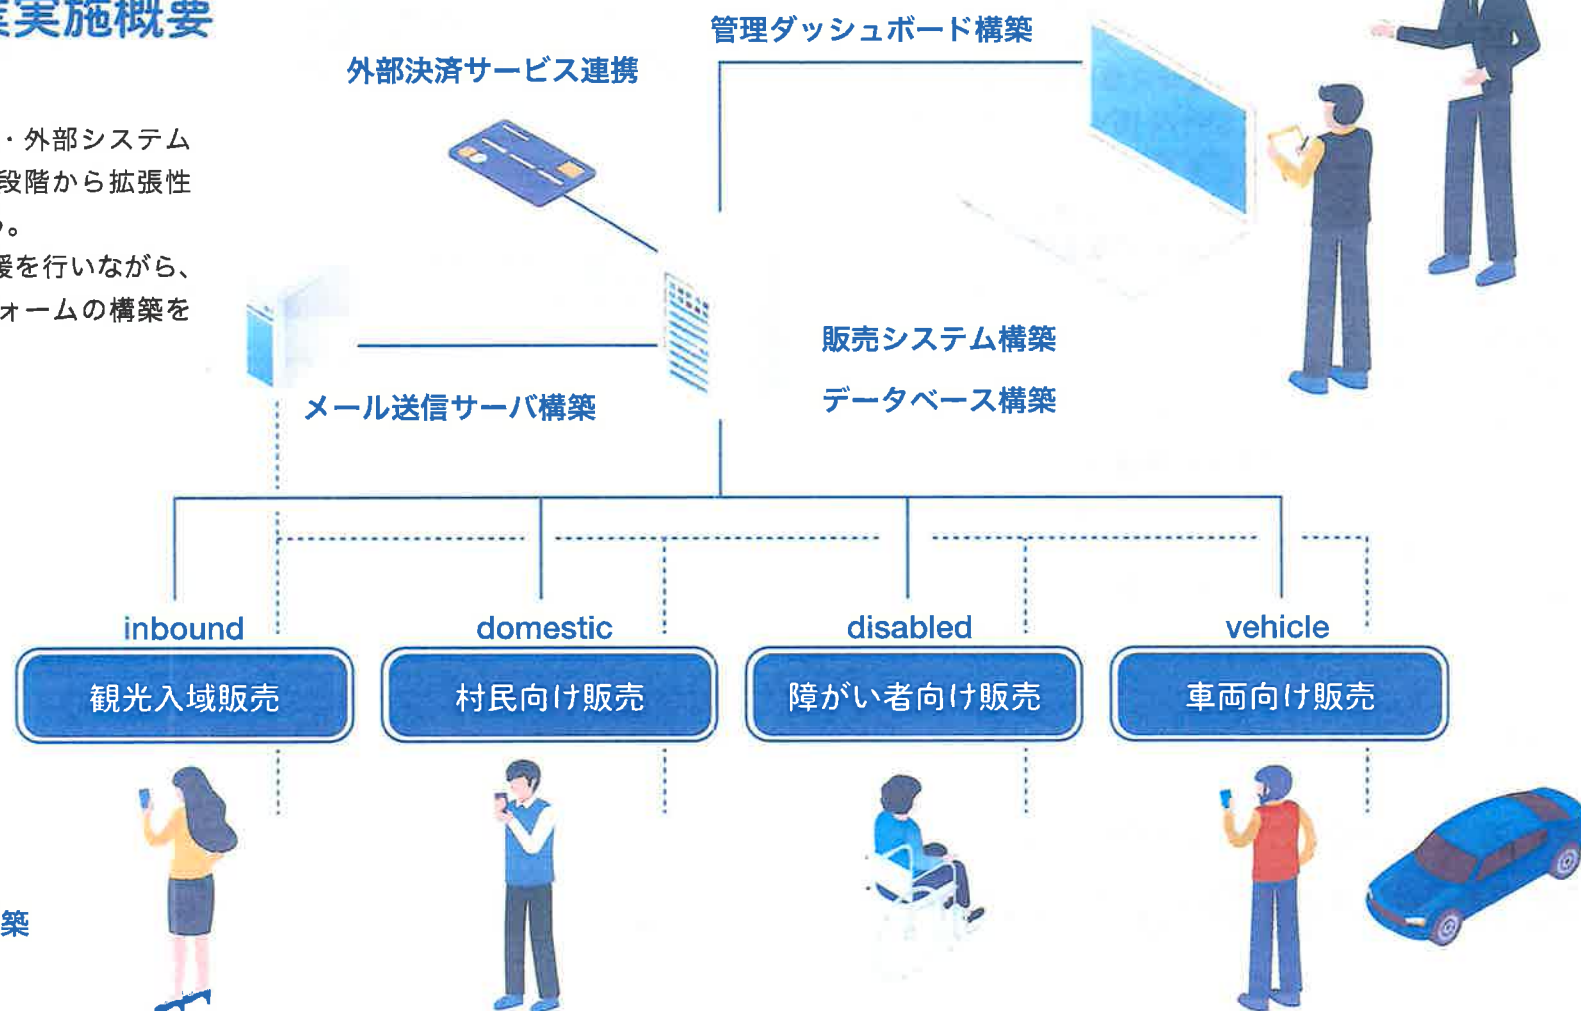 業実施概要
管理ダッシュボード構築
外部決済サービス連携
・外部システム
段階から拡張性
う。
援を行いながら、
ォームの構築を
販売システム構築
データベース構築
メール送信サーバ構築
inbound
domestic
disabled
vehicle
観光入域販売
村民向け販売
障がい者向け販売
車両向け販売
築